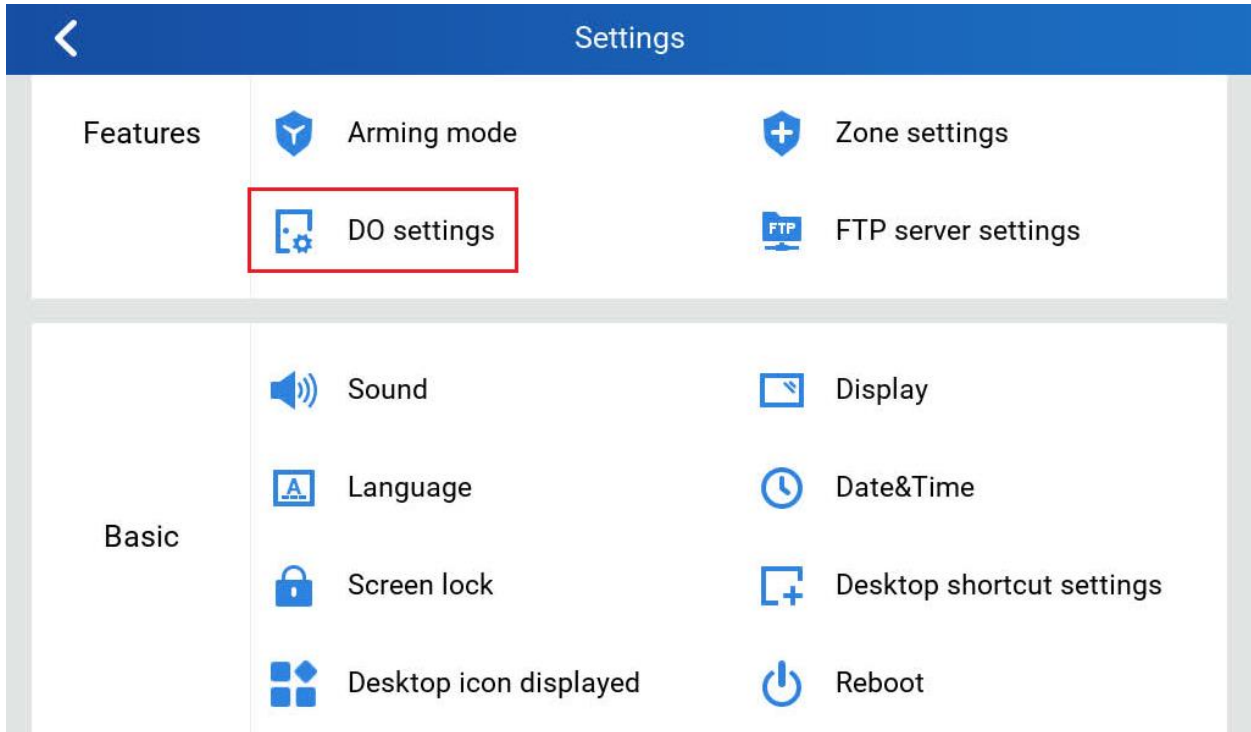 Settings
Features
Arming mode
Zone settings
DO settings
FTP
FTP server settings
Basic
Sound
Display
A
Language
Date&Time
Screen lock
Desktop shortcut settings
Desktop icon displayed
Reboot